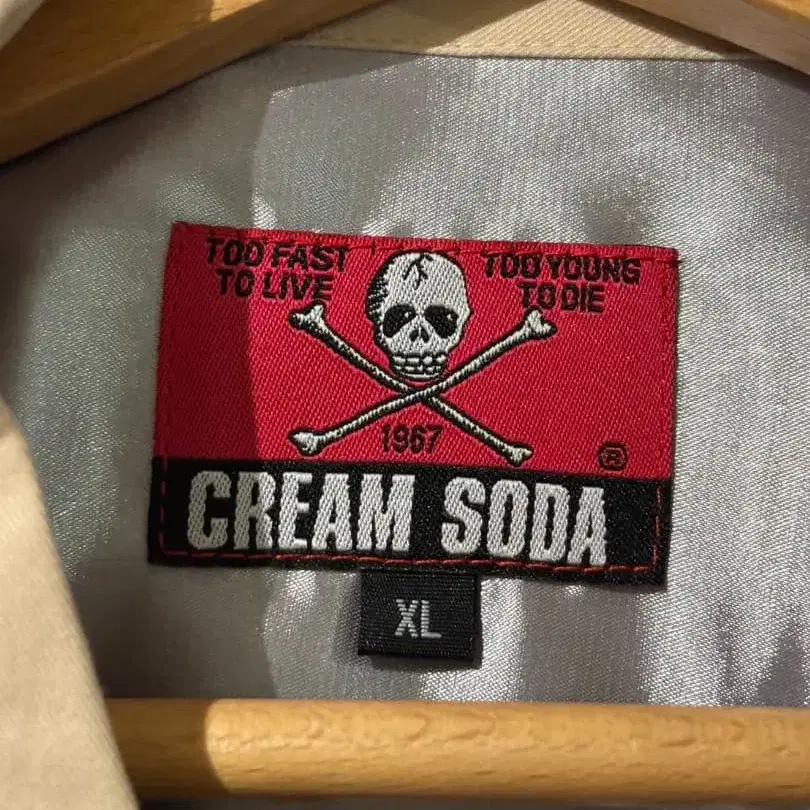 TOO FAST
TO LIVE
TOO YOUNG
TO DIE
1967
®
CREAM SODA
XL